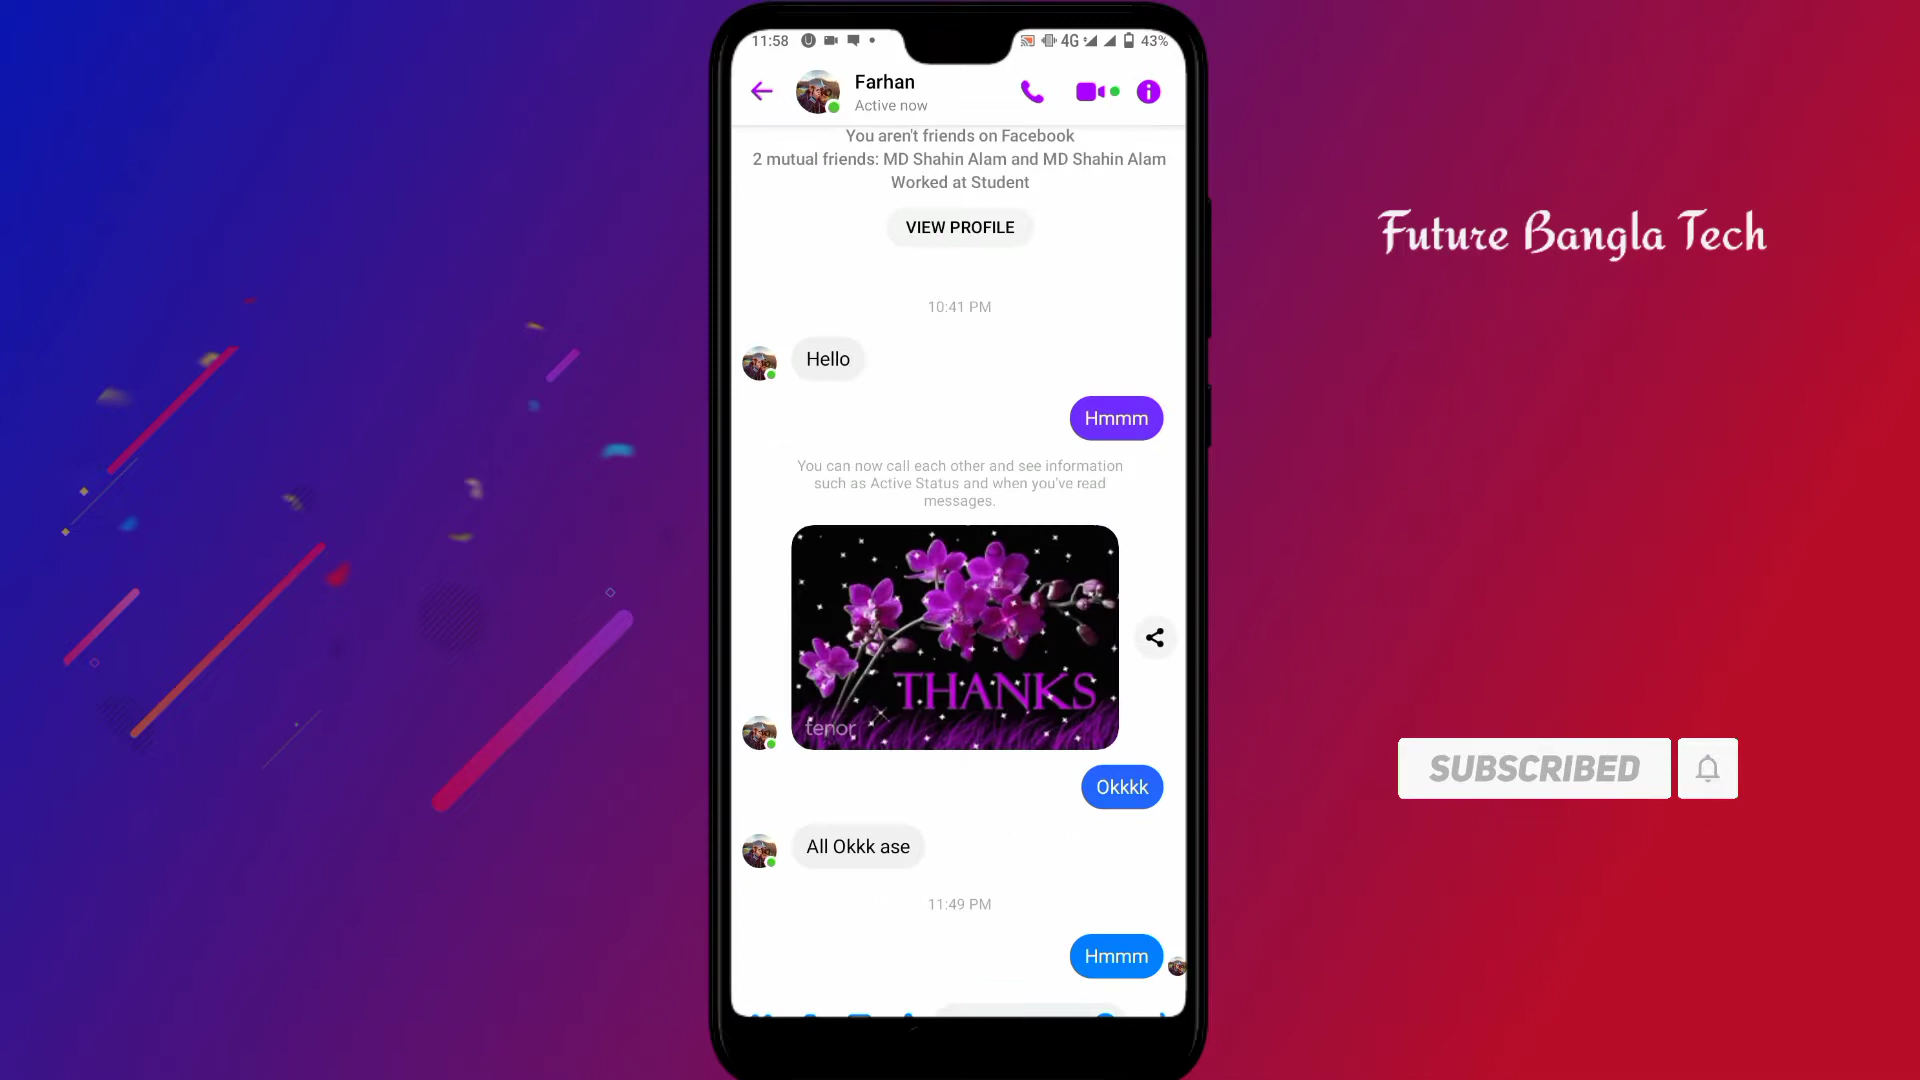 11:58
4G
43%
Farhan
Active now
You aren't friends on Facebook
2 mutual friends: MD Shahin Alam and MD Shahin Alam
Worked at Student
VIEW PROFILE
10:41 PM
Hello
Hmmm
You can now call each other and see information
such as Active Status and when you've read
messages.
THANKS
tenor
Okkkk
All Okkk ase
11:49 PM
Hmmm
Future Bangla Tech
SUBSCRIBED